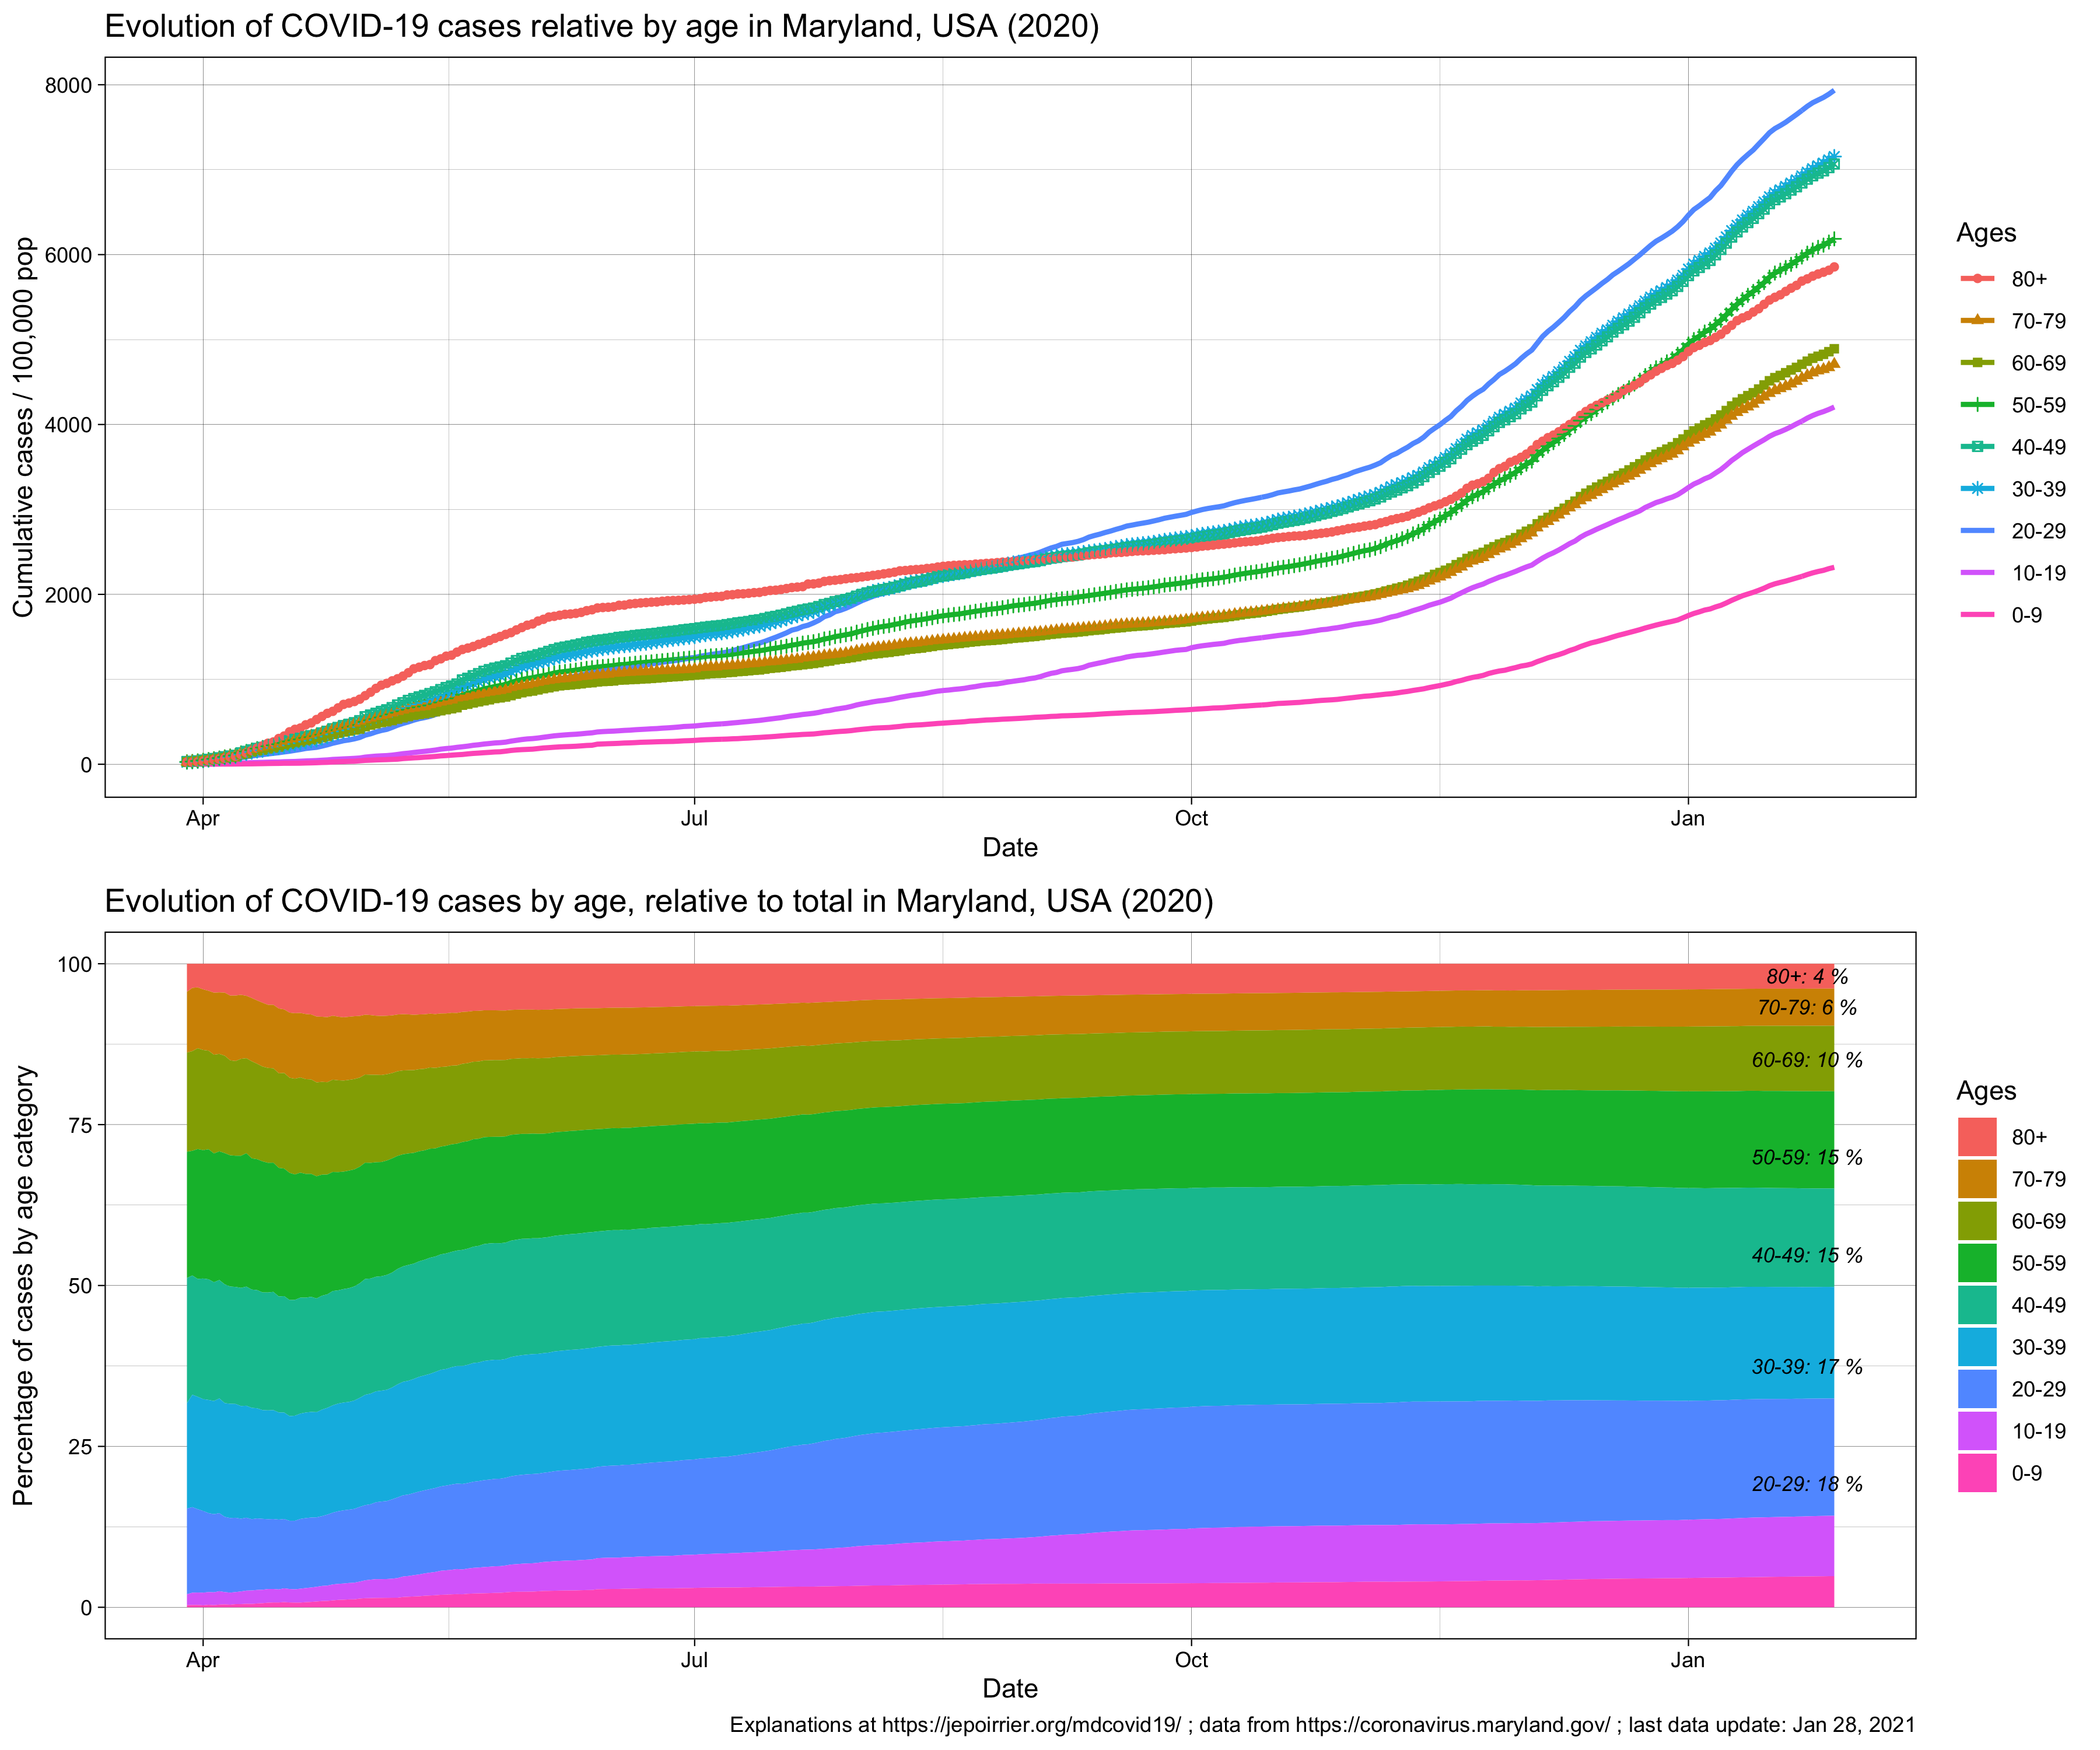 Evolution of COVID-19 cases relative by age in Maryland, USA (2020)
Cumulative cases / 100,000 pop
8000
6000
4000
2000
0
Apr Jul Oct Jan
Date
Ages
80+
70-79
60-69
50-59
40-49
30-39
20-29
10-19
0-9
Evolution of COVID-19 cases by age, relative to total in Maryland, USA (2020)
Percentage of cases by age category
100
75
50
25
0
80+: 4 %
70-79: 6 %
60-69: 10 %
50-59: 15 %
40-49: 15 %
30-39: 17 %
20-29: 18 %
Apr Jul Oct Jan
Date
Ages
80+
70-79
60-69
50-59
40-49
30-39
20-29
10-19
0-9
Explanations at https://jepoirrier.org/mdcovid19/ ; data from https://coronavirus.maryland.gov/ ; last data update: Jan 28, 2021